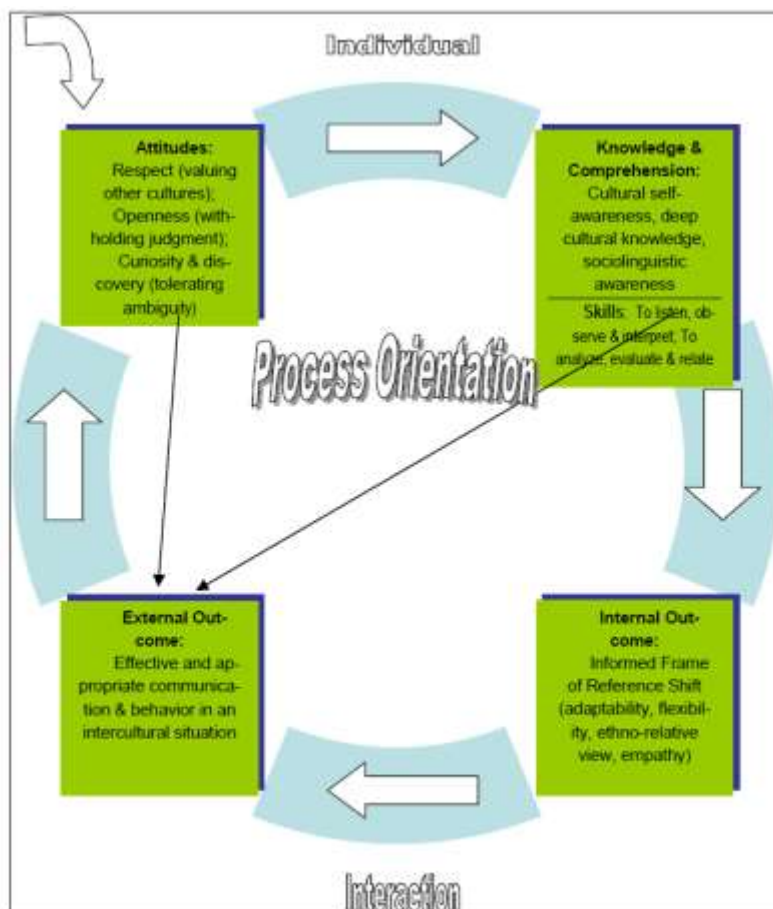 Individual
Attitudes:
Respect (valuing
other cultures);
Openness (with-
holding judgment);
Curiosity & dis-
covery (tolerating
ambiguity)
Knowledge &
Comprehension:
Cultural self-
awareness, deep
cultural knowledge,
sociolinguistic
awareness
Skills: To listen, ob-
serve & interpret, To
analyze, evaluate & relate
Process Orientation
External Out-
come:
Effective and ap-
propriate communica-
tion & behavior in an
intercultural situation
Internal Out-
come:
Informed Frame
of Reference Shift
(adaptability, flexibil-
ity, ethno-relative
view, empathy)
Interaction